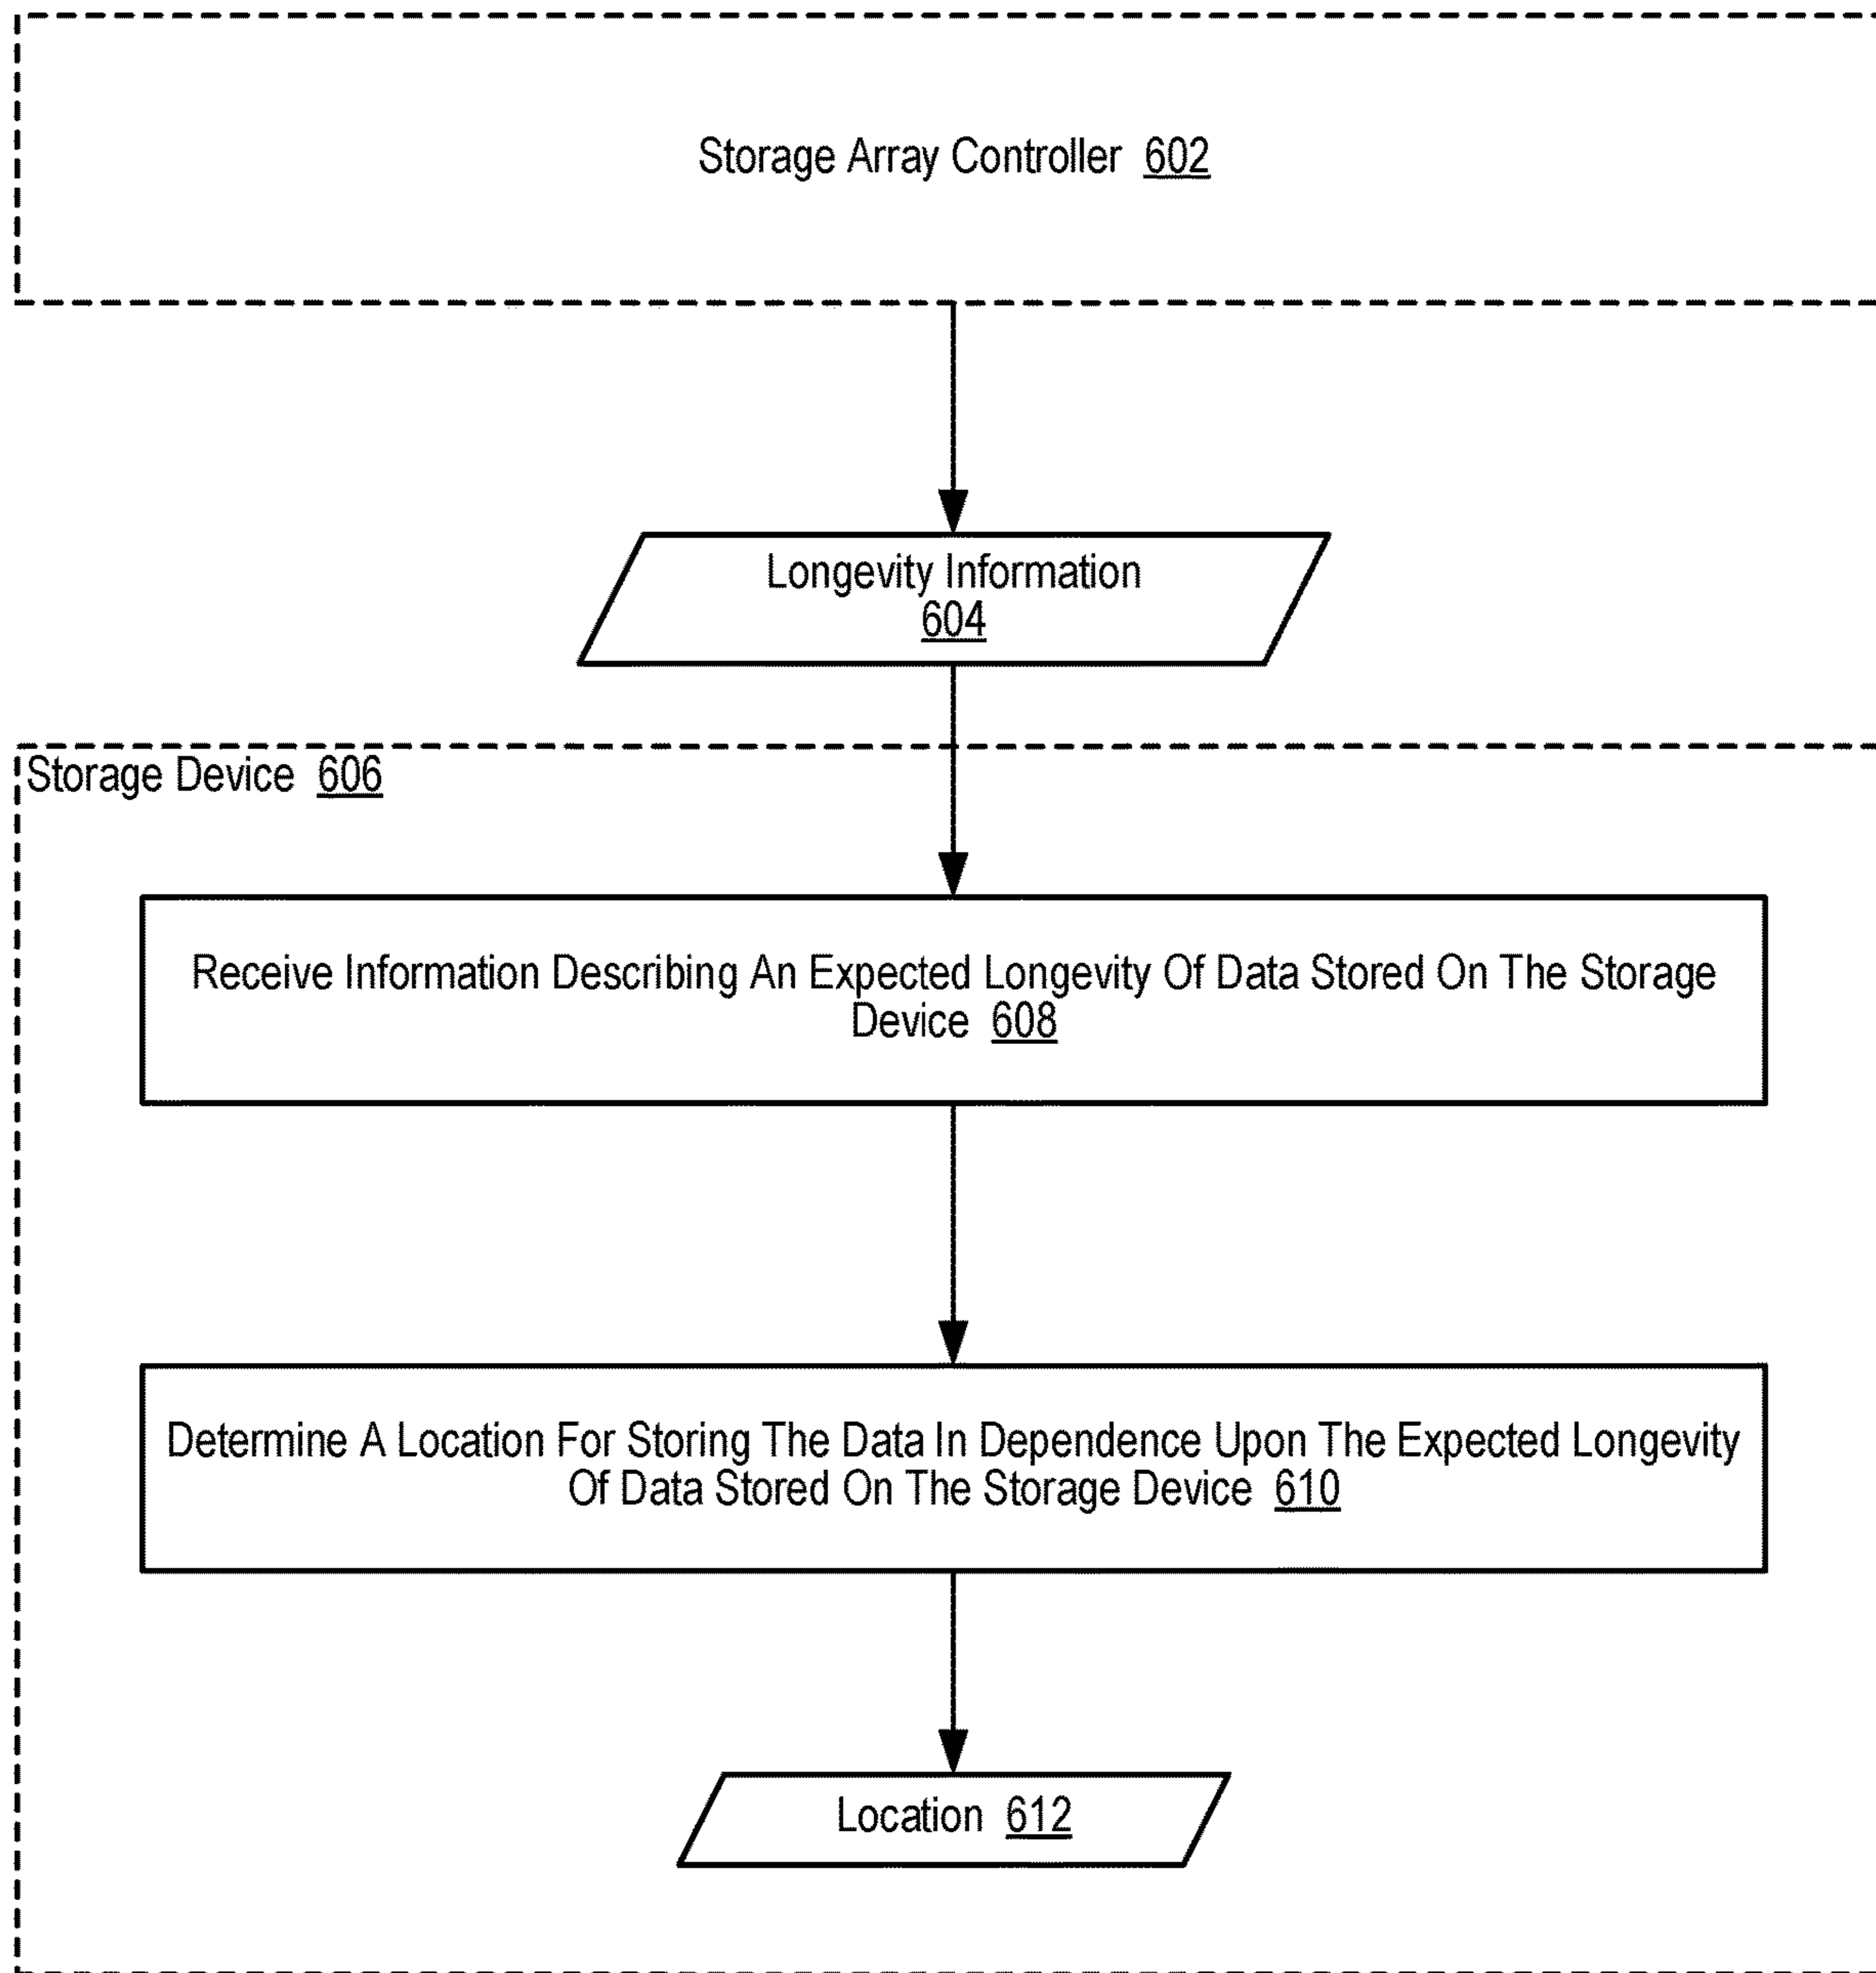 Storage Array Controller 602
Longevity Information
604
Storage Device 606
Receive Information Describing An Expected Longevity Of Data Stored On The Storage
Device 608
Determine A Location For Storing The Data In Dependence Upon The Expected Longevity
Of Data Stored On The Storage Device 610
Location 612